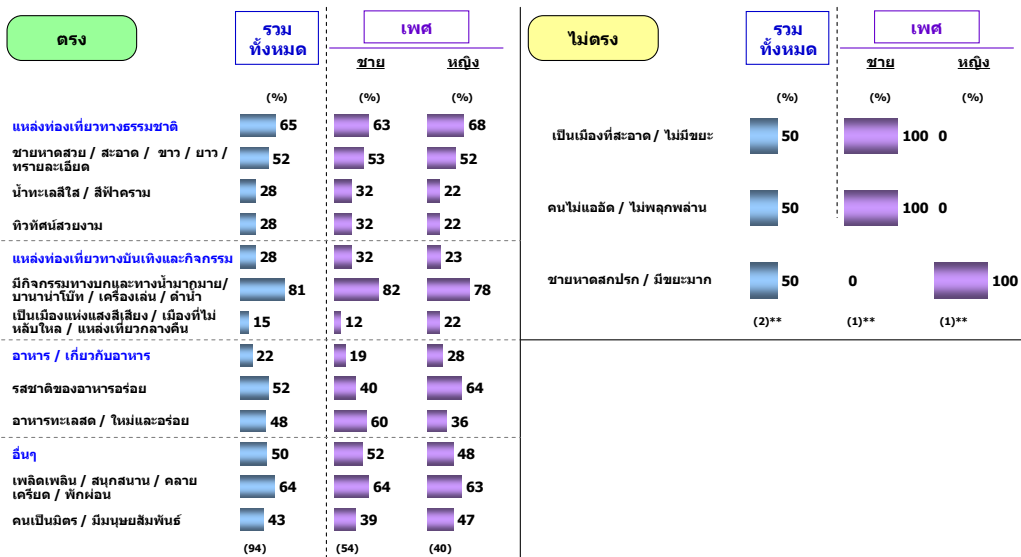 ตรง
รวม
ทั้งหมด
เพศ
ชาย หญิง
(%) (%) (%)
แหล่งท่องเที่ยวทางธรรมชาติ 65 63 68
ชายหาดสวย / สะอาด / ขาว / ยาว /
ทรายละเอียด 52 53 52
น้ำทะเลสีใส / สีฟ้าคราม 28 32 22
ทิวทัศน์สวยงาม 28 32 22
แหล่งท่องเที่ยวทางบันเทิงและกิจกรรม 28 32 23
มีกิจกรรมทางบกและทางน้ำมากมาย/
บานาน่าโบ๊ท / เครื่องเล่น / ดำน้ำ 81 82 78
เป็นเมืองแห่งแสงสีเสียง / เมืองที่ไม่
หลับใหล / แหล่งเที่ยวกลางคืน 15 12 22
อาหาร / เกี่ยวกับอาหาร 22 19 28
รสชาติของอาหารอร่อย 52 40 64
อาหารทะเลสด / ใหม่และอร่อย 48 60 36
อื่นๆ 50 52 48
เพลิดเพลิน / สนุกสนาน / คลาย
เครียด / พักผ่อน 64 64 63
คนเป็นมิตร / มีมนุษยสัมพันธ์ 43 39 47
(94) (54) (40)
ไม่ตรง
รวม
ทั้งหมด
เพศ
ชาย หญิง
(%) (%) (%)
เป็นเมืองที่สะอาด / ไม่มีขยะ 50 100 0
คนไม่แออัด / ไม่พลุกพล่าน 50 100 0
ชายหาดสกปรก / มีขยะมาก 50 0 100
(2)** (1)** (1)**